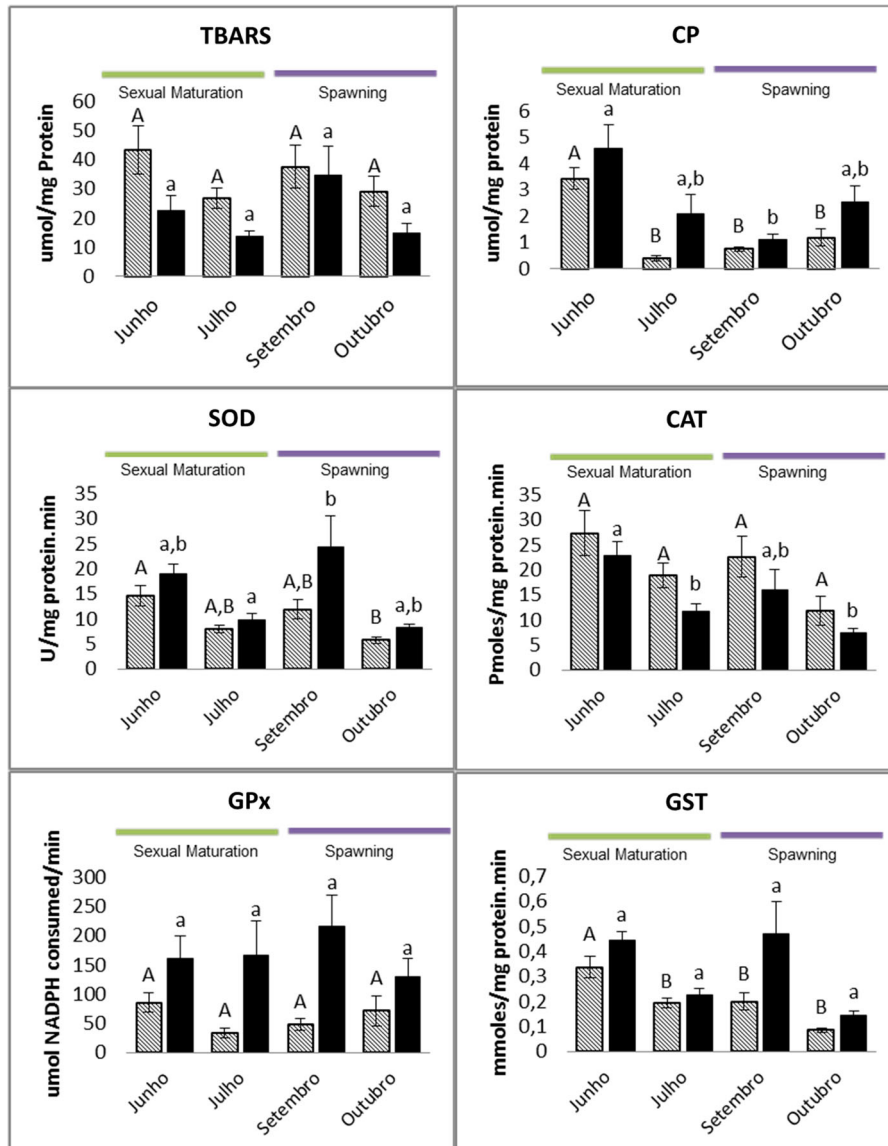 TBARS
Sexual Maturation Spawning
umol/mg Protein
60
50
40
30
20
10
0
A a A a A a A a
Junho Julho Setembro Outubro
CP
Sexual Maturation Spawning
umol/mg protein
6
5
4
3
2
1
0
A a B a,b B b B a,b
Junho Julho Setembro Outubro
SOD
Sexual Maturation Spawning
U/mg protein.min
35
30
25
20
15
10
5
0
A a,b A,B a A,B b B a,b
Junho Julho Setembro Outubro
CAT
Sexual Maturation Spawning
Pmoles/mg protein.min
35
30
25
20
15
10
5
0
A a A b A a,b A b
Junho Julho Setembro Outubro
GPx
Sexual Maturation Spawning
umol NADPH consumed/min
300
250
200
150
100
50
0
A a A a A a A a
Junho Julho Setembro Outubro
GST
Sexual Maturation Spawning
mmoles/mg protein.min
0,7
0,6
0,5
0,4
0,3
0,2
0,1
0
A a B a B a B a
Junho Julho Setembro Outubro